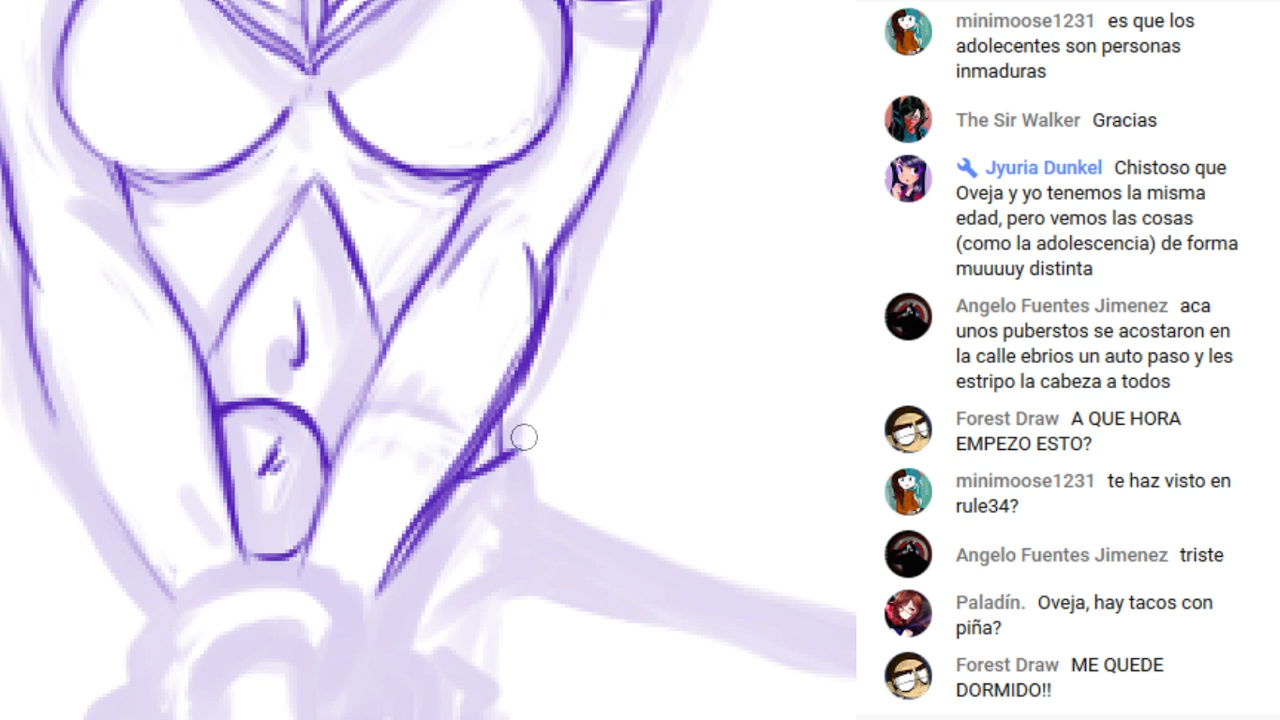 minimoose1231 es que los
adolecentes son personas
inmaduras
The Sir Walker Gracias
Jyuria Dunkel Chistoso que
Oveja y yo tenemos la misma
edad, pero vemos las cosas
(como la adolescencia) de forma
muuuuy distinta
Angelo Fuentes Jimenez aca
unos puberstos se acostaron en
la calle ebrios un auto paso y les
estripo la cabeza a todos
Forest Draw A QUE HORA
EMPEZO ESTO?
minimoose1231 te haz visto en
rule34?
Angelo Fuentes Jimenez triste
Paladín. Oveja, hay tacos con
piña?
Forest Draw ME QUEDE
DORMIDO!!